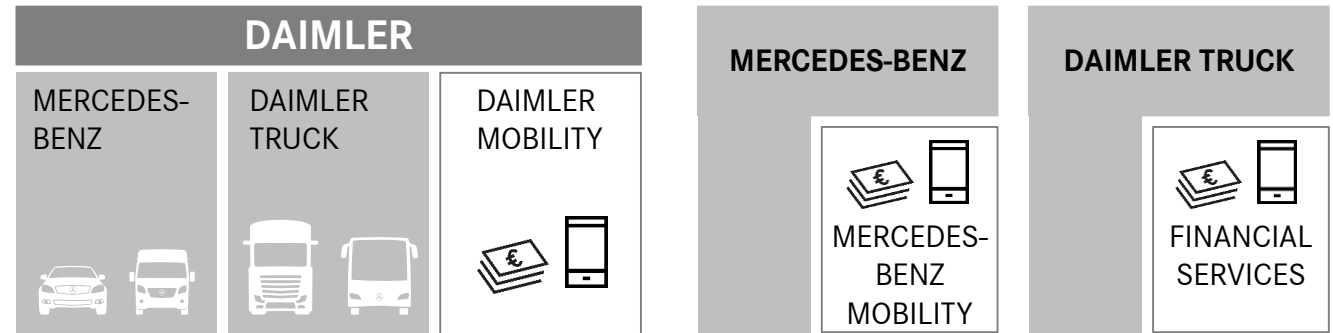 DAIMLER
MERCEDES-
BENZ
DAIMLER
TRUCK
DAIMLER
MOBILITY
€
MERCEDES-BENZ
€
MERCEDES-
BENZ
MOBILITY
DAIMLER TRUCK
€
FINANCIAL
SERVICES